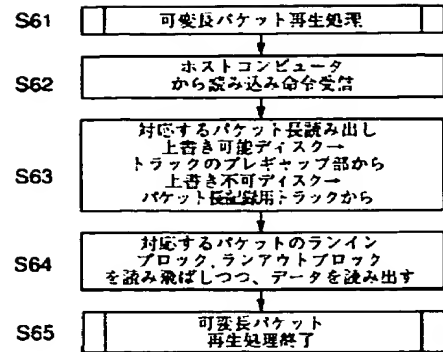 S61
可変長パケット再生処理
S62
ホストコンピュータ
から読み込み命令受信
S63
対応するパケット長読み出し
上書き可能ディスク→
トラックのプレギャップ部から
上書き不可ディスク→
パケット長記録用トラックから
S64
対応するパケットのランイン
ブロック、ランアウトブロック
を読み飛ばしつつ、データを読み出す
S65
可変長パケット
再生処理終了